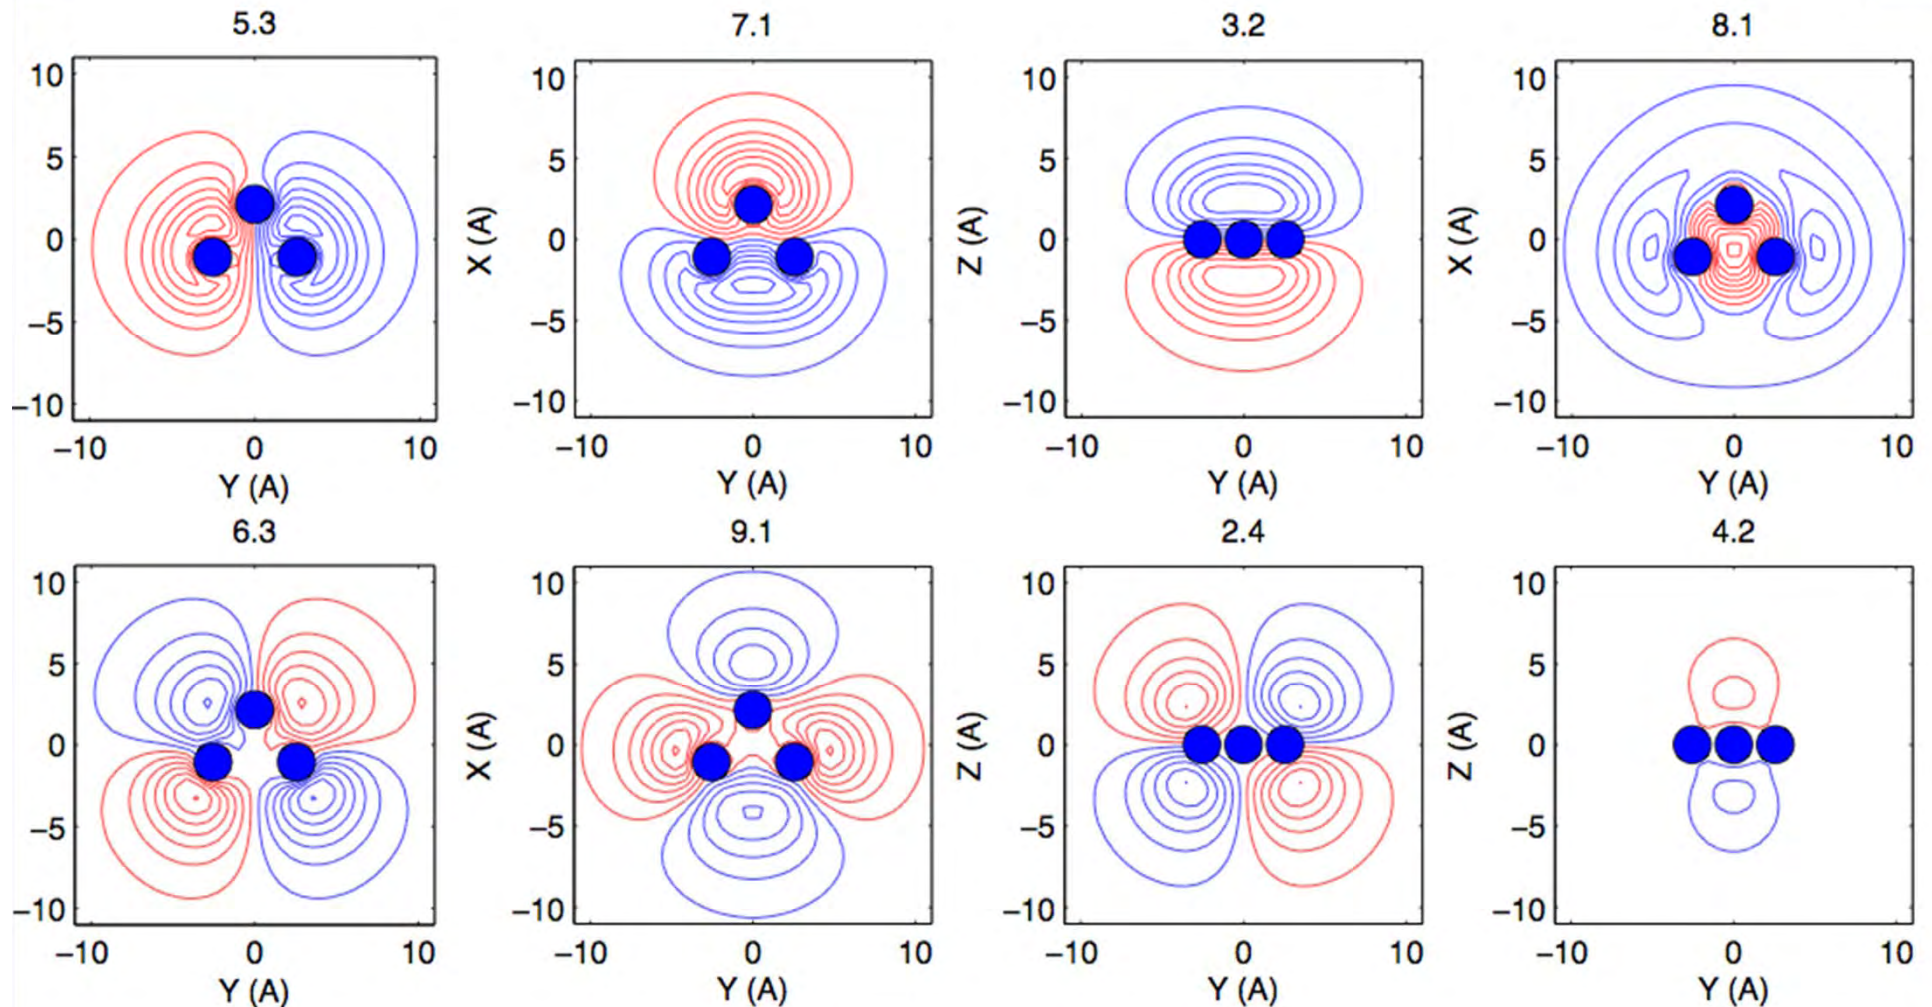 5.3 7.1 3.2 8.1
10 10 10 10
5 5 5 5
X (A) Z (A) X (A)
0 0 0 0
−5 −5 −5 −5
−10 −10 −10 −10
−10 0 10 −10 0 10 −10 0 10 −10 0 10
Y (A) Y (A) Y (A) Y (A)
6.3 9.1 2.4 4.2
10 10 10 10
5 5 5 5
X (A) Z (A) Z (A)
0 0 0 0
−5 −5 −5 −5
−10 −10 −10 −10
−10 0 10 −10 0 10 −10 0 10 −10 0 10
Y (A) Y (A) Y (A) Y (A)